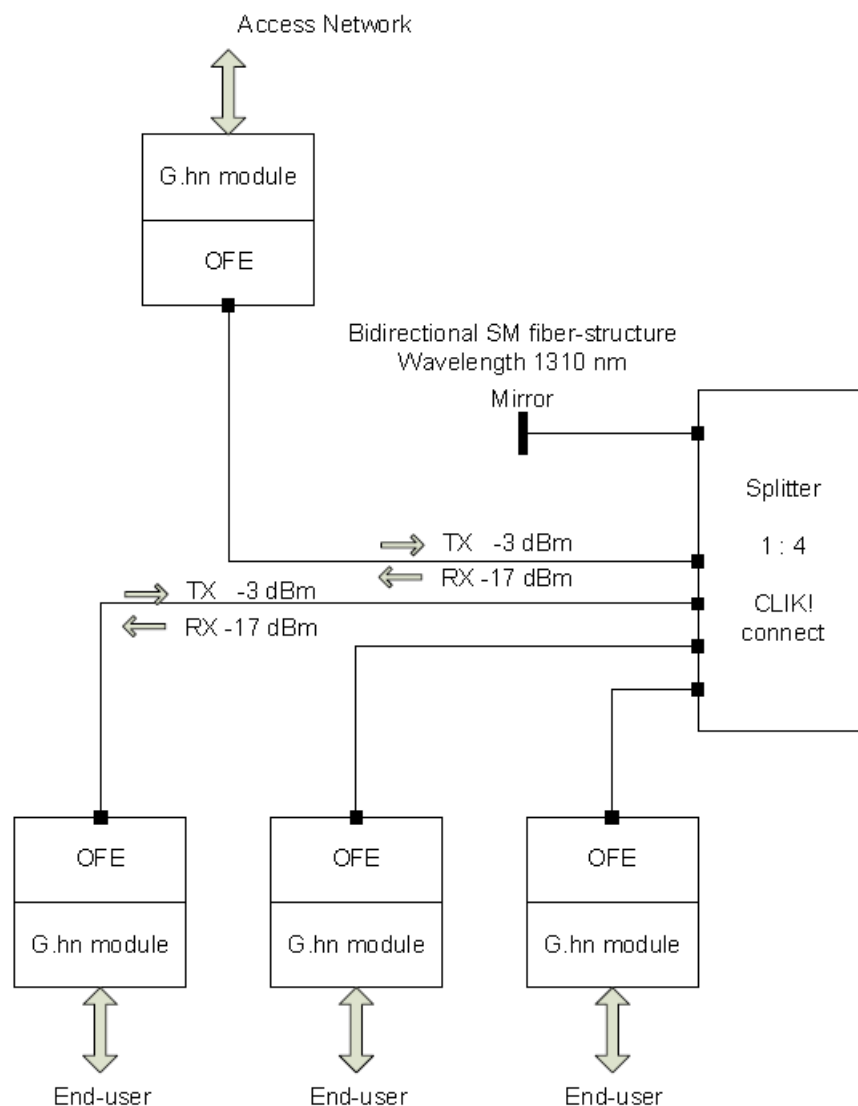 Access Network
G.hn module
OFE
Bidirectional SM fiber-structure
Wavelength 1310 nm
Mirror
Splitter
1 : 4
CLIK!
connect
TX -3 dBm
RX -17 dBm
TX -3 dBm
RX -17 dBm
OFE
OFE
OFE
G.hn module
G.hn module
G.hn module
End-user
End-user
End-user